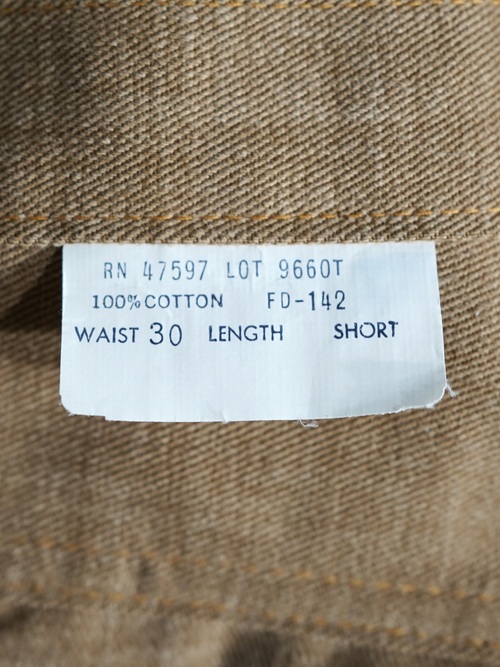 RN 47597 LOT 9660T
100% COTTON FD-142
WAIST 30 LENGTH SHORT